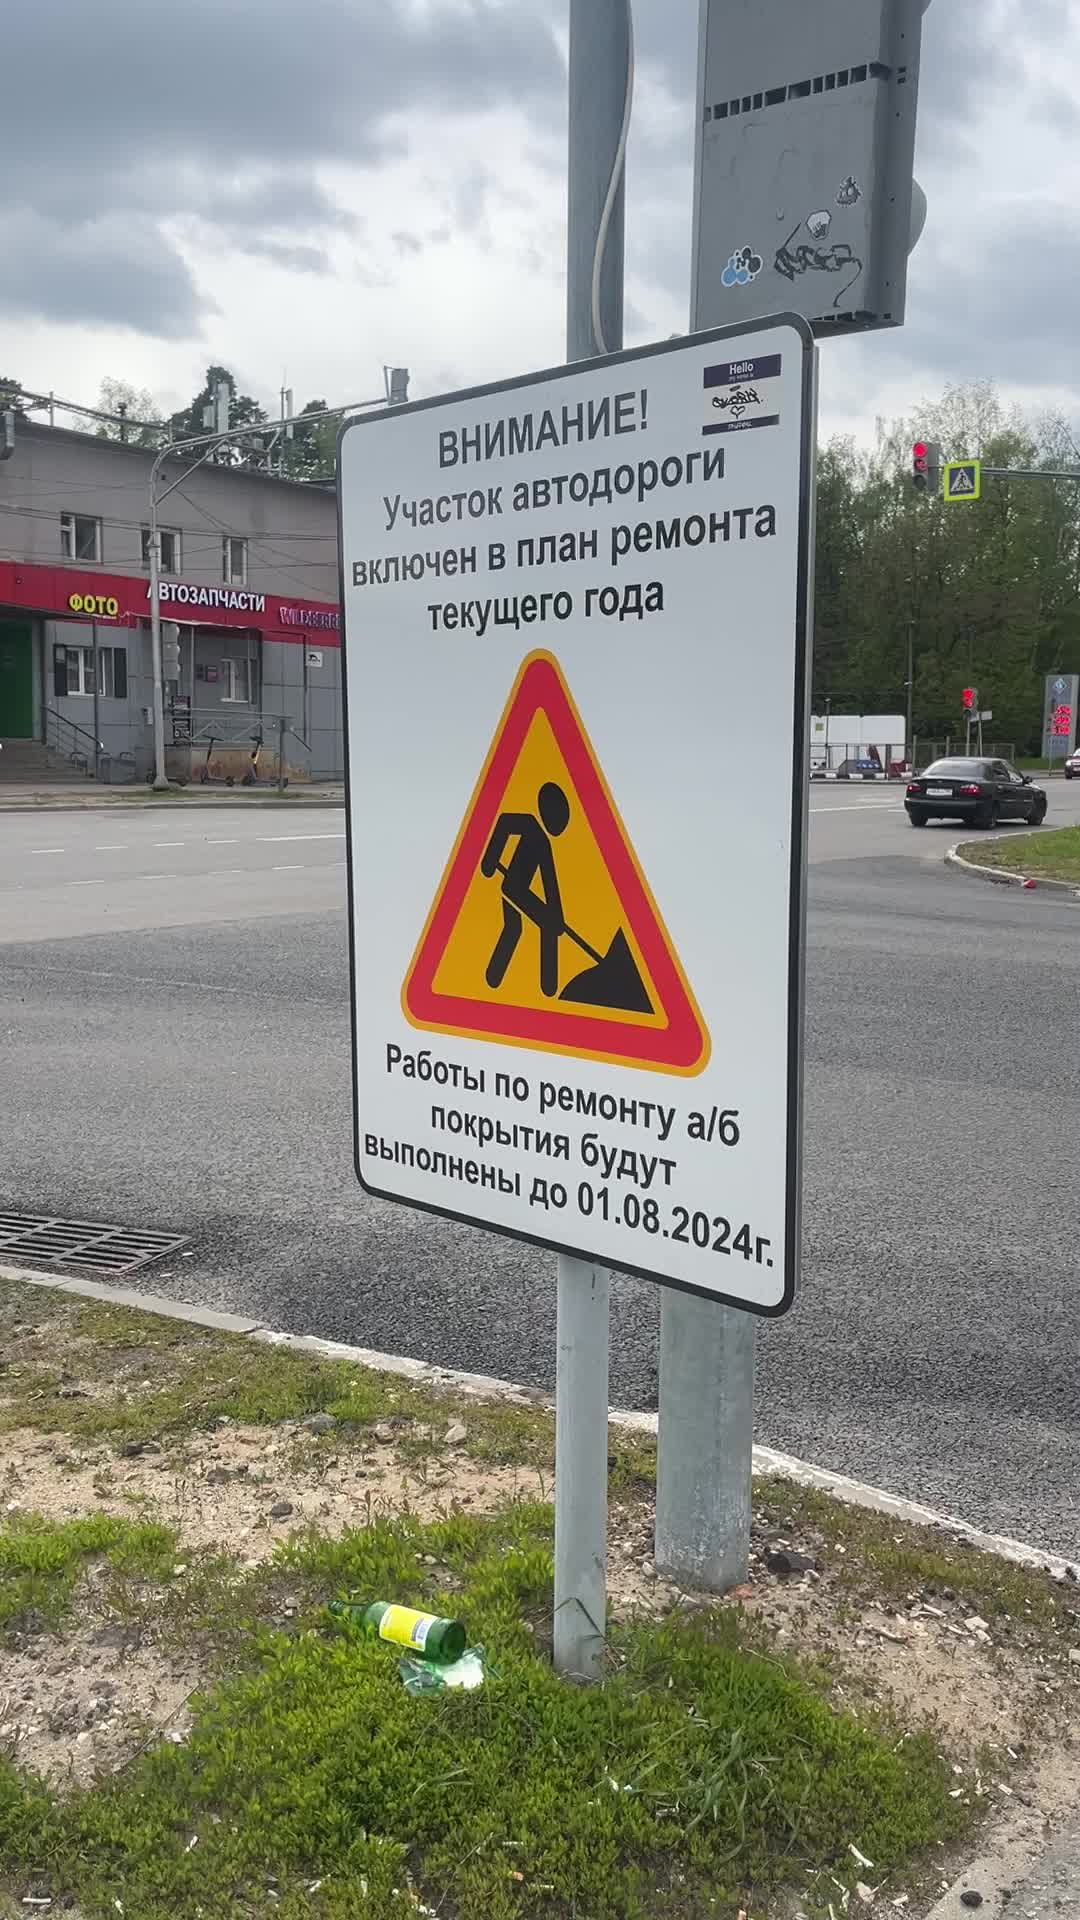 Hello
ВНИМАНИЕ!
Участок автодороги
включен в план ремонта
текущего года
ФОТО
АВТОЗАПЧАСТИ
WILDBERR
Работы по ремонту а/б
покрытия будут
выполнены до 01.08.2024г.